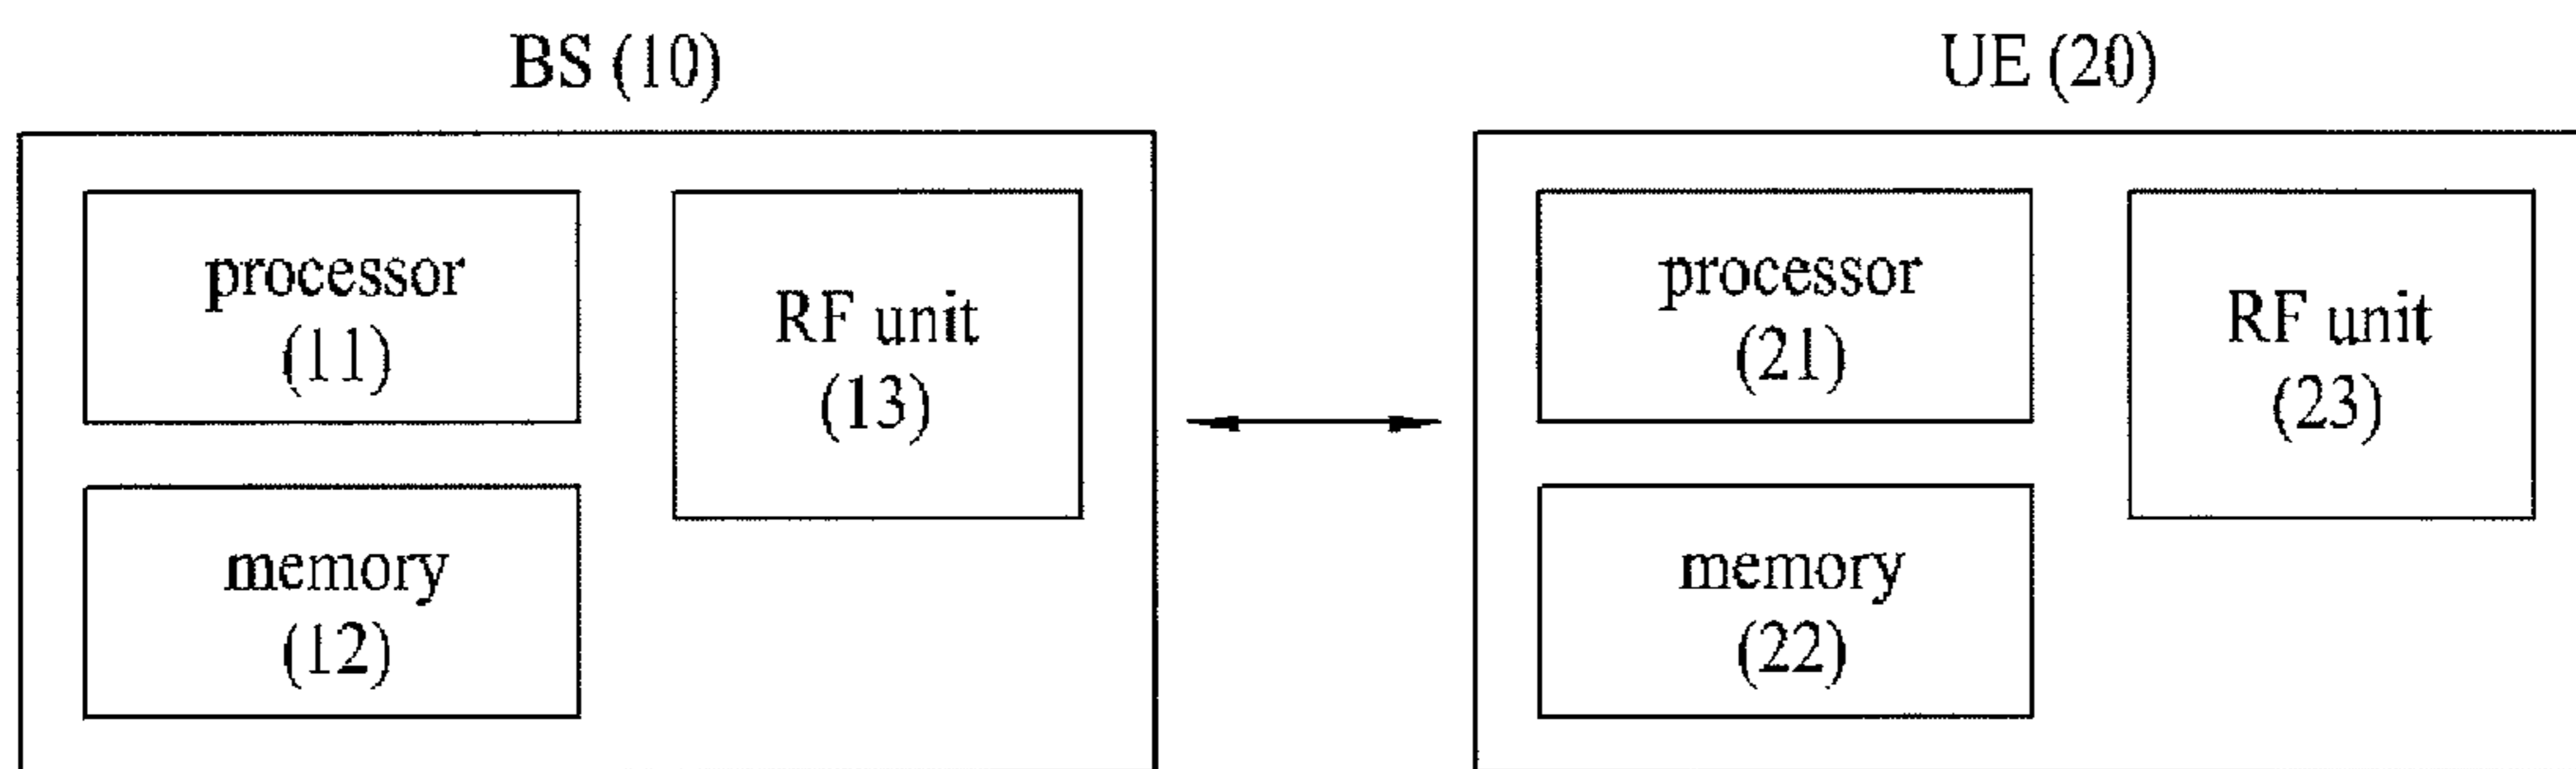 BS (10)
processor
(11)
RF unit
(13)
memory
(12)
UE (20)
processor
(21)
RF unit
(23)
memory
(22)